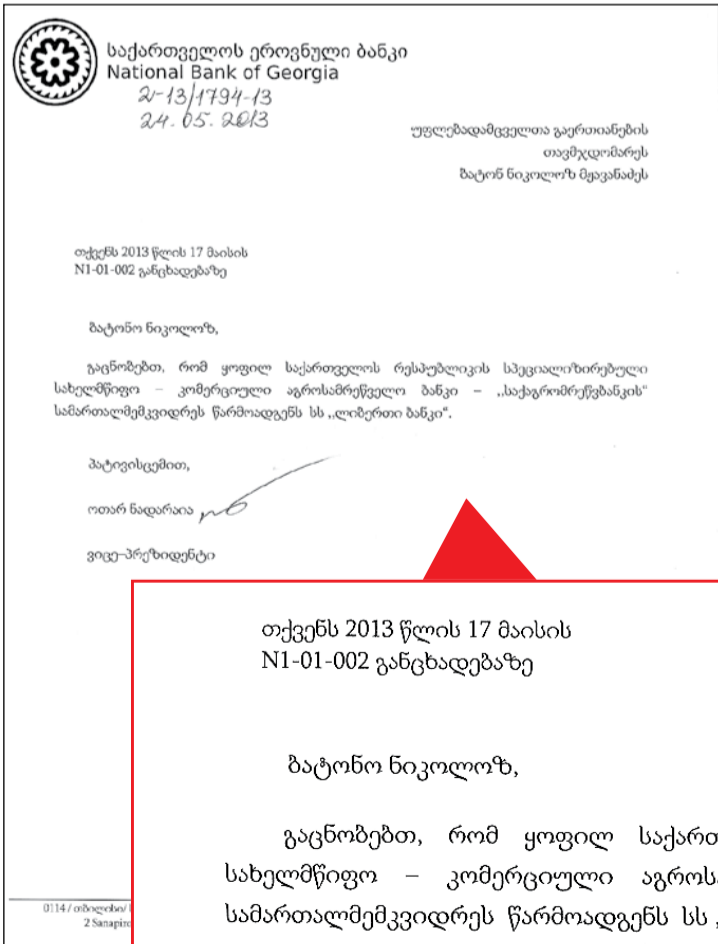 საქართველოს ეროვნული ბანკი
National Bank of Georgia
2-13/1794-13
24.05.2013
უფლებადამცველთა გაერთიანების
თავმჯდომარეს
ბატონ ნიკოლოზ მჟავანაძეს
თქვენს 2013 წლის 17 მაისის
N1-01-002 განცხადებაზე
ბატონო ნიკოლოზ,
გაცნობებთ, რომ ყოფილ საქართველოს რესპუბლიკის სპეციალიზირებული
სახელმწიფო – კომერციული აგროსამრეწველო ბანკი – „საქაგრომრეწვბანკის“
სამართალმემკვიდრეს წარმოადგენს სს „ლიბერთი ბანკი“.
პატივისცემით,
ოთარ ნადარაია
ვიცე-პრეზიდენტი
თქვენს 2013 წლის 17 მაისის
N1-01-002 განცხადებაზე
ბატონო ნიკოლოზ,
გაცნობებთ, რომ ყოფილ საქართ
სახელმწიფო – კომერციული აგროს
სამართალმემკვიდრეს წარმოადგენს სს „
0114 / თბილისი/
2 Sanapiro